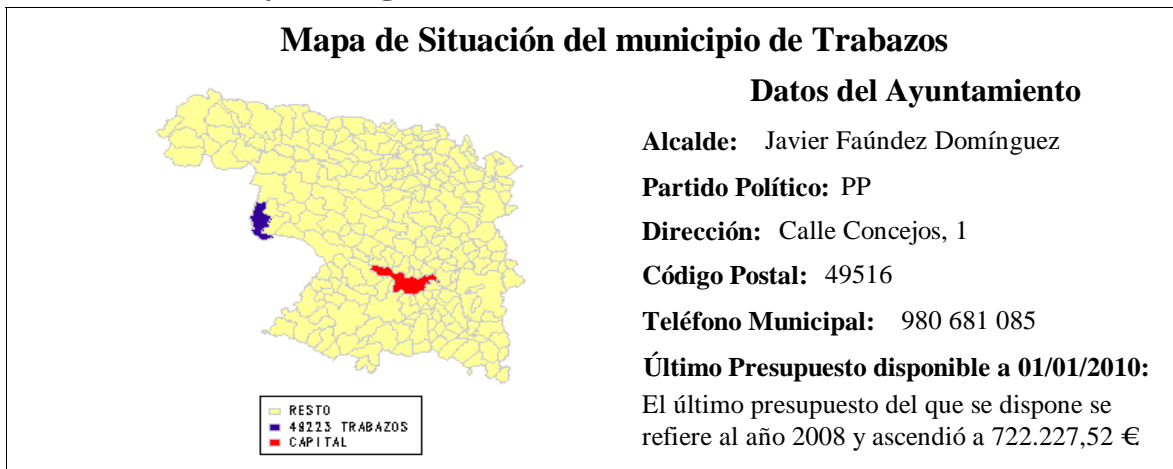 Mapa de Situación del municipio de Trabazos
Datos del Ayuntamiento
Alcalde: Javier Faúndez Domínguez
Partido Político: PP
Dirección: Calle Concejos, 1
Código Postal: 49516
Teléfono Municipal: 980 681 085
Último Presupuesto disponible a 01/01/2010:
El último presupuesto del que se dispone se
refiere al año 2008 y ascendió a 722.227,52 €
RESTO
49223 TRABAZOS
CAPITAL